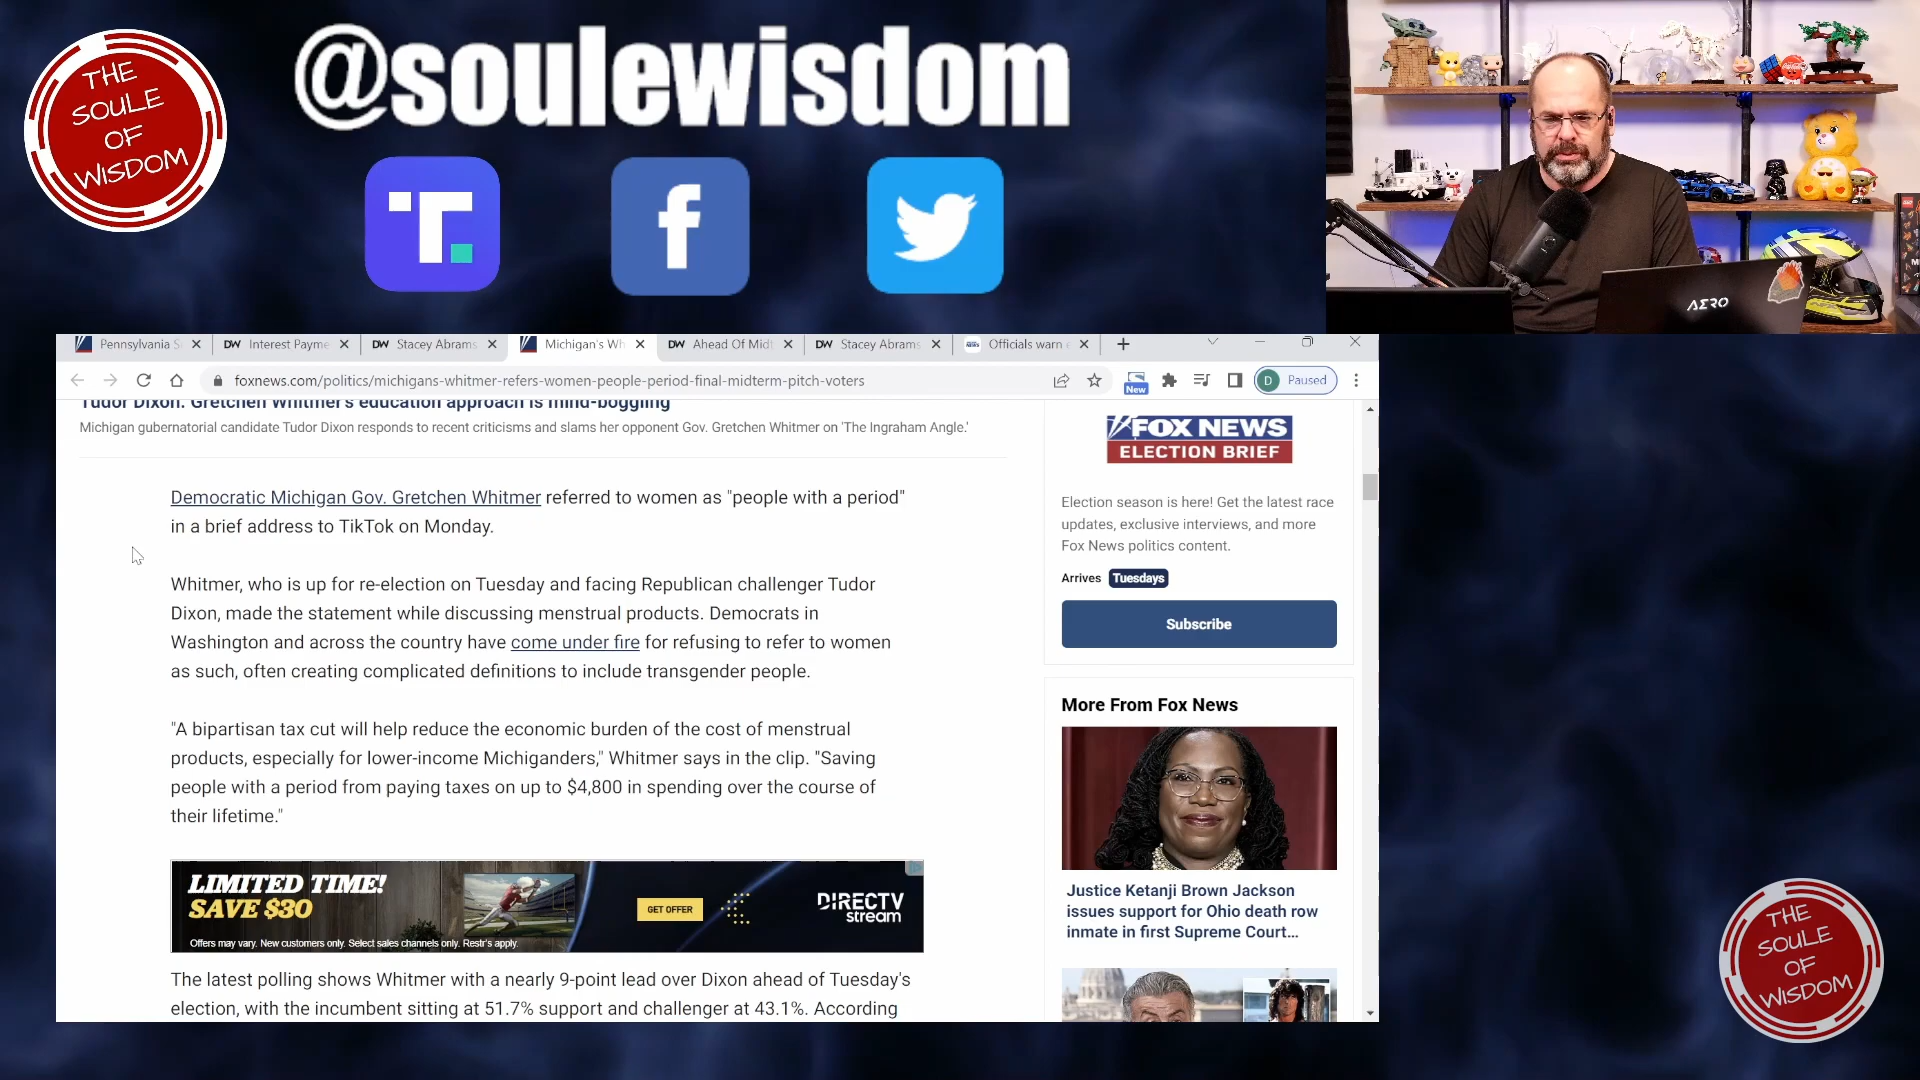 THE
SOULE
OF
WISDOM
@soulewisdom
T.
f
AERO
Pennsylvania S
DW Interest Payme
DW Stacey Abrams
Michigan's Wh
DW Ahead Of Midt
DW Stacey Abrams
Officials warn
foxnews.com/politics/michigans-whitmer-refers-women-people-period-final-midterm-pitch-voters
New
D Paused
Tudor Dixon: Gretchen Whitmer's education approach is mind-boggling
Michigan gubernatorial candidate Tudor Dixon responds to recent criticisms and slams her opponent Gov. Gretchen Whitmer on 'The Ingraham Angle.'
Democratic Michigan Gov. Gretchen Whitmer referred to women as "people with a period"
in a brief address to TikTok on Monday.
Whitmer, who is up for re-election on Tuesday and facing Republican challenger Tudor
Dixon, made the statement while discussing menstrual products. Democrats in
Washington and across the country have come under fire for refusing to refer to women
as such, often creating complicated definitions to include transgender people.
"A bipartisan tax cut will help reduce the economic burden of the cost of menstrual
products, especially for lower-income Michiganders," Whitmer says in the clip. "Saving
people with a period from paying taxes on up to $4,800 in spending over the course of
their lifetime."
LIMITED TIME!
SAVE $30
GET OFFER
DIRECTV
stream
Offers may vary. New customers only. Select sales channels only. Restr's apply.
The latest polling shows Whitmer with a nearly 9-point lead over Dixon ahead of Tuesday's
election, with the incumbent sitting at 51.7% support and challenger at 43.1%. According
FOX NEWS
ELECTION BRIEF
Election season is here! Get the latest race
updates, exclusive interviews, and more
Fox News politics content.
Arrives Tuesdays
Subscribe
More From Fox News
Justice Ketanji Brown Jackson
issues support for Ohio death row
inmate in first Supreme Court...
THE
SOULE
OF
WISDOM